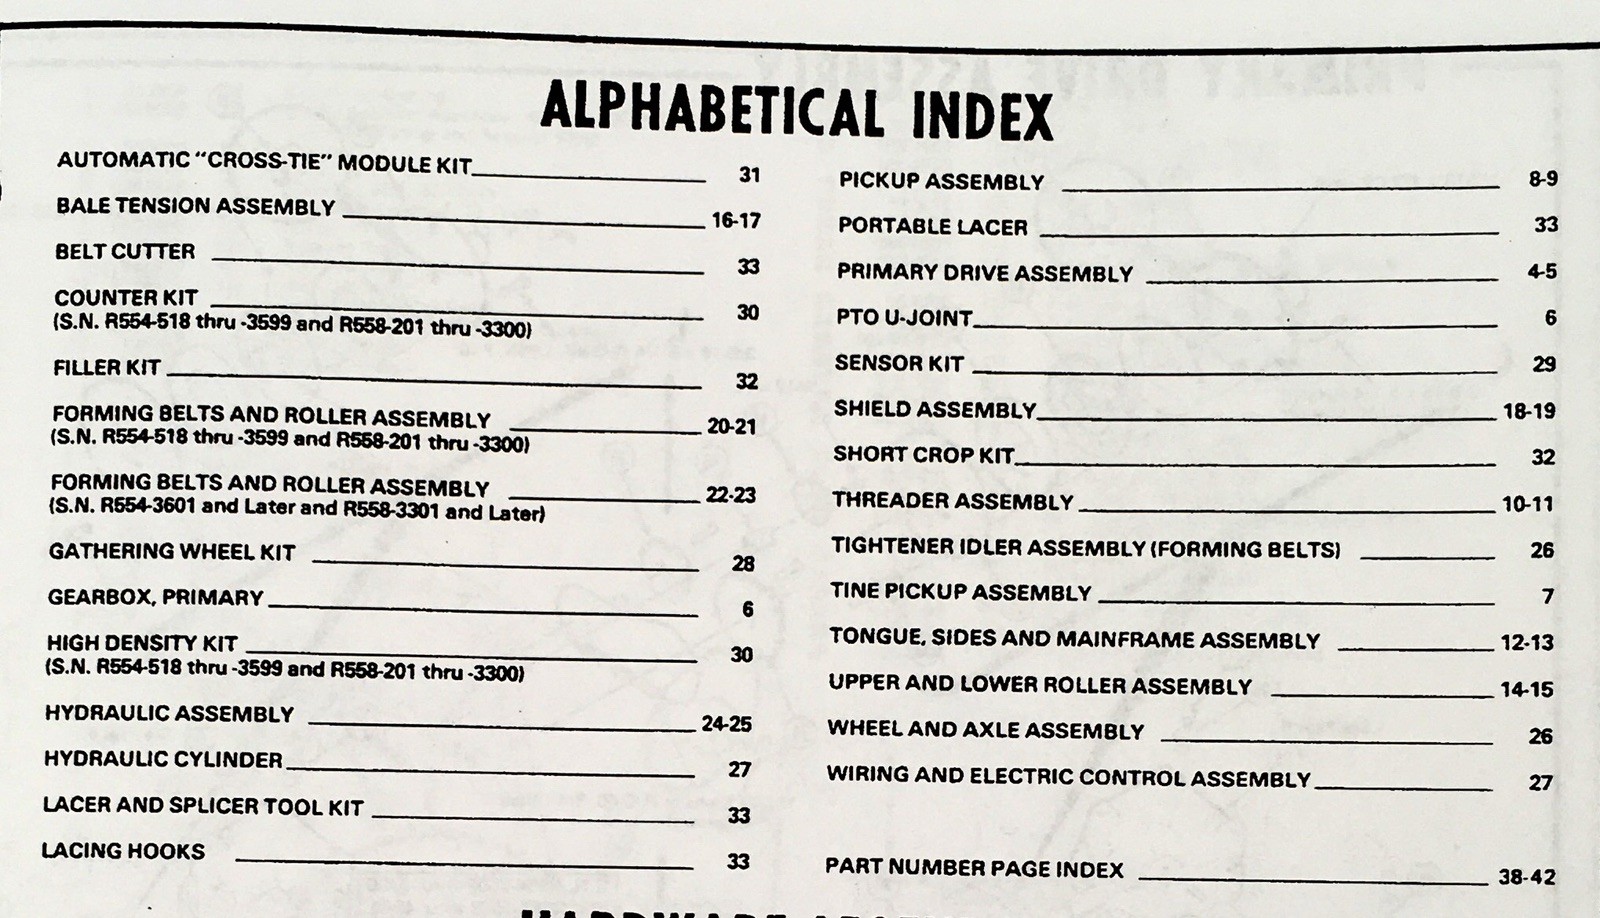 ALPHABETICAL INDEX
AUTOMATIC "CROSS-TIE" MODULE KIT 31
BALE TENSION ASSEMBLY 16-17
BELT CUTTER 33
COUNTER KIT 30
(S.N. R554-518 thru -3599 and R558-201 thru -3300)
FILLER KIT 32
FORMING BELTS AND ROLLER ASSEMBLY 20-21
(S.N. R554-518 thru -3599 and R558-201 thru -3300)
FORMING BELTS AND ROLLER ASSEMBLY 22-23
(S.N. R554-3601 and Later and R558-3301 and Later)
GATHERING WHEEL KIT 28
GEARBOX, PRIMARY 6
HIGH DENSITY KIT 30
(S.N. R554-518 thru -3599 and R558-201 thru -3300)
HYDRAULIC ASSEMBLY 24-25
HYDRAULIC CYLINDER 27
LACER AND SPLICER TOOL KIT 33
LACING HOOKS 33
PICKUP ASSEMBLY 8-9
PORTABLE LACER 33
PRIMARY DRIVE ASSEMBLY 4-5
PTO U-JOINT 6
SENSOR KIT 29
SHIELD ASSEMBLY 18-19
SHORT CROP KIT 32
THREADER ASSEMBLY 10-11
TIGHTENER IDLER ASSEMBLY (FORMING BELTS) 26
TINE PICKUP ASSEMBLY 7
TONGUE, SIDES AND MAINFRAME ASSEMBLY 12-13
UPPER AND LOWER ROLLER ASSEMBLY 14-15
WHEEL AND AXLE ASSEMBLY 26
WIRING AND ELECTRIC CONTROL ASSEMBLY 27
PART NUMBER PAGE INDEX 38-42